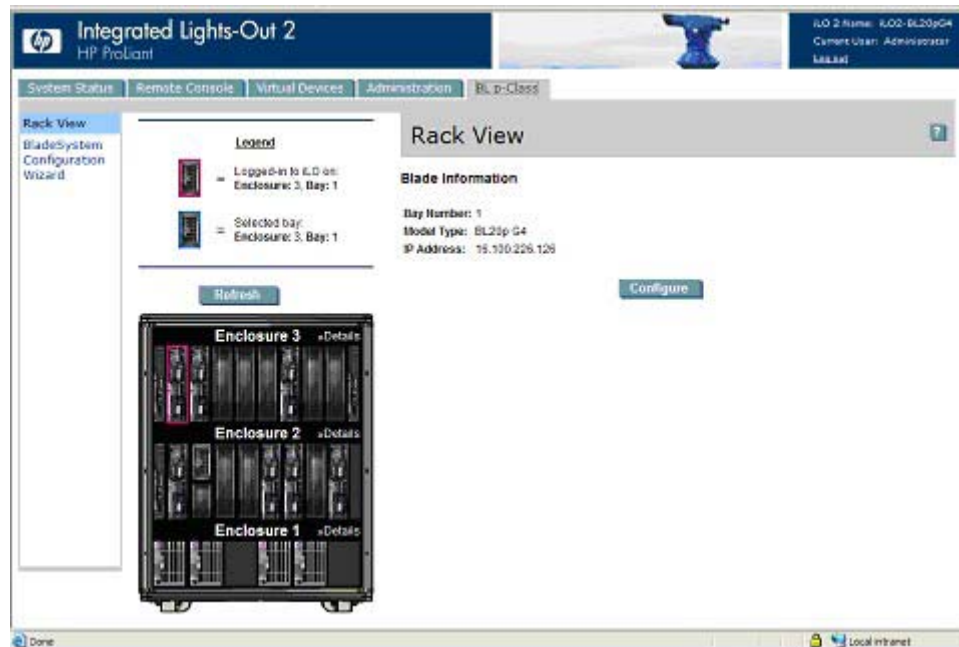 hp
Integrated Lights-Out 2
HP ProLiant
iLO 2 Name: ILO2-BL20pG4
Current User: Administrator
Log out
System Status
Remote Console
Virtual Devices
Administration
BL p-Class
Rack View
BladeSystem
Configuration
Wizard
Legend
= Logged-in to iLO on:
Enclosure: 3, Bay: 1
= Selected bay:
Enclosure: 3, Bay: 1
Refresh
Enclosure 3 »Details
Enclosure 2 »Details
Enclosure 1 »Details
Rack View
?
Blade Information
Bay Number: 1
Model Type: BL20p G4
IP Address: 16.100.226.126
Configure
Done
Local intranet